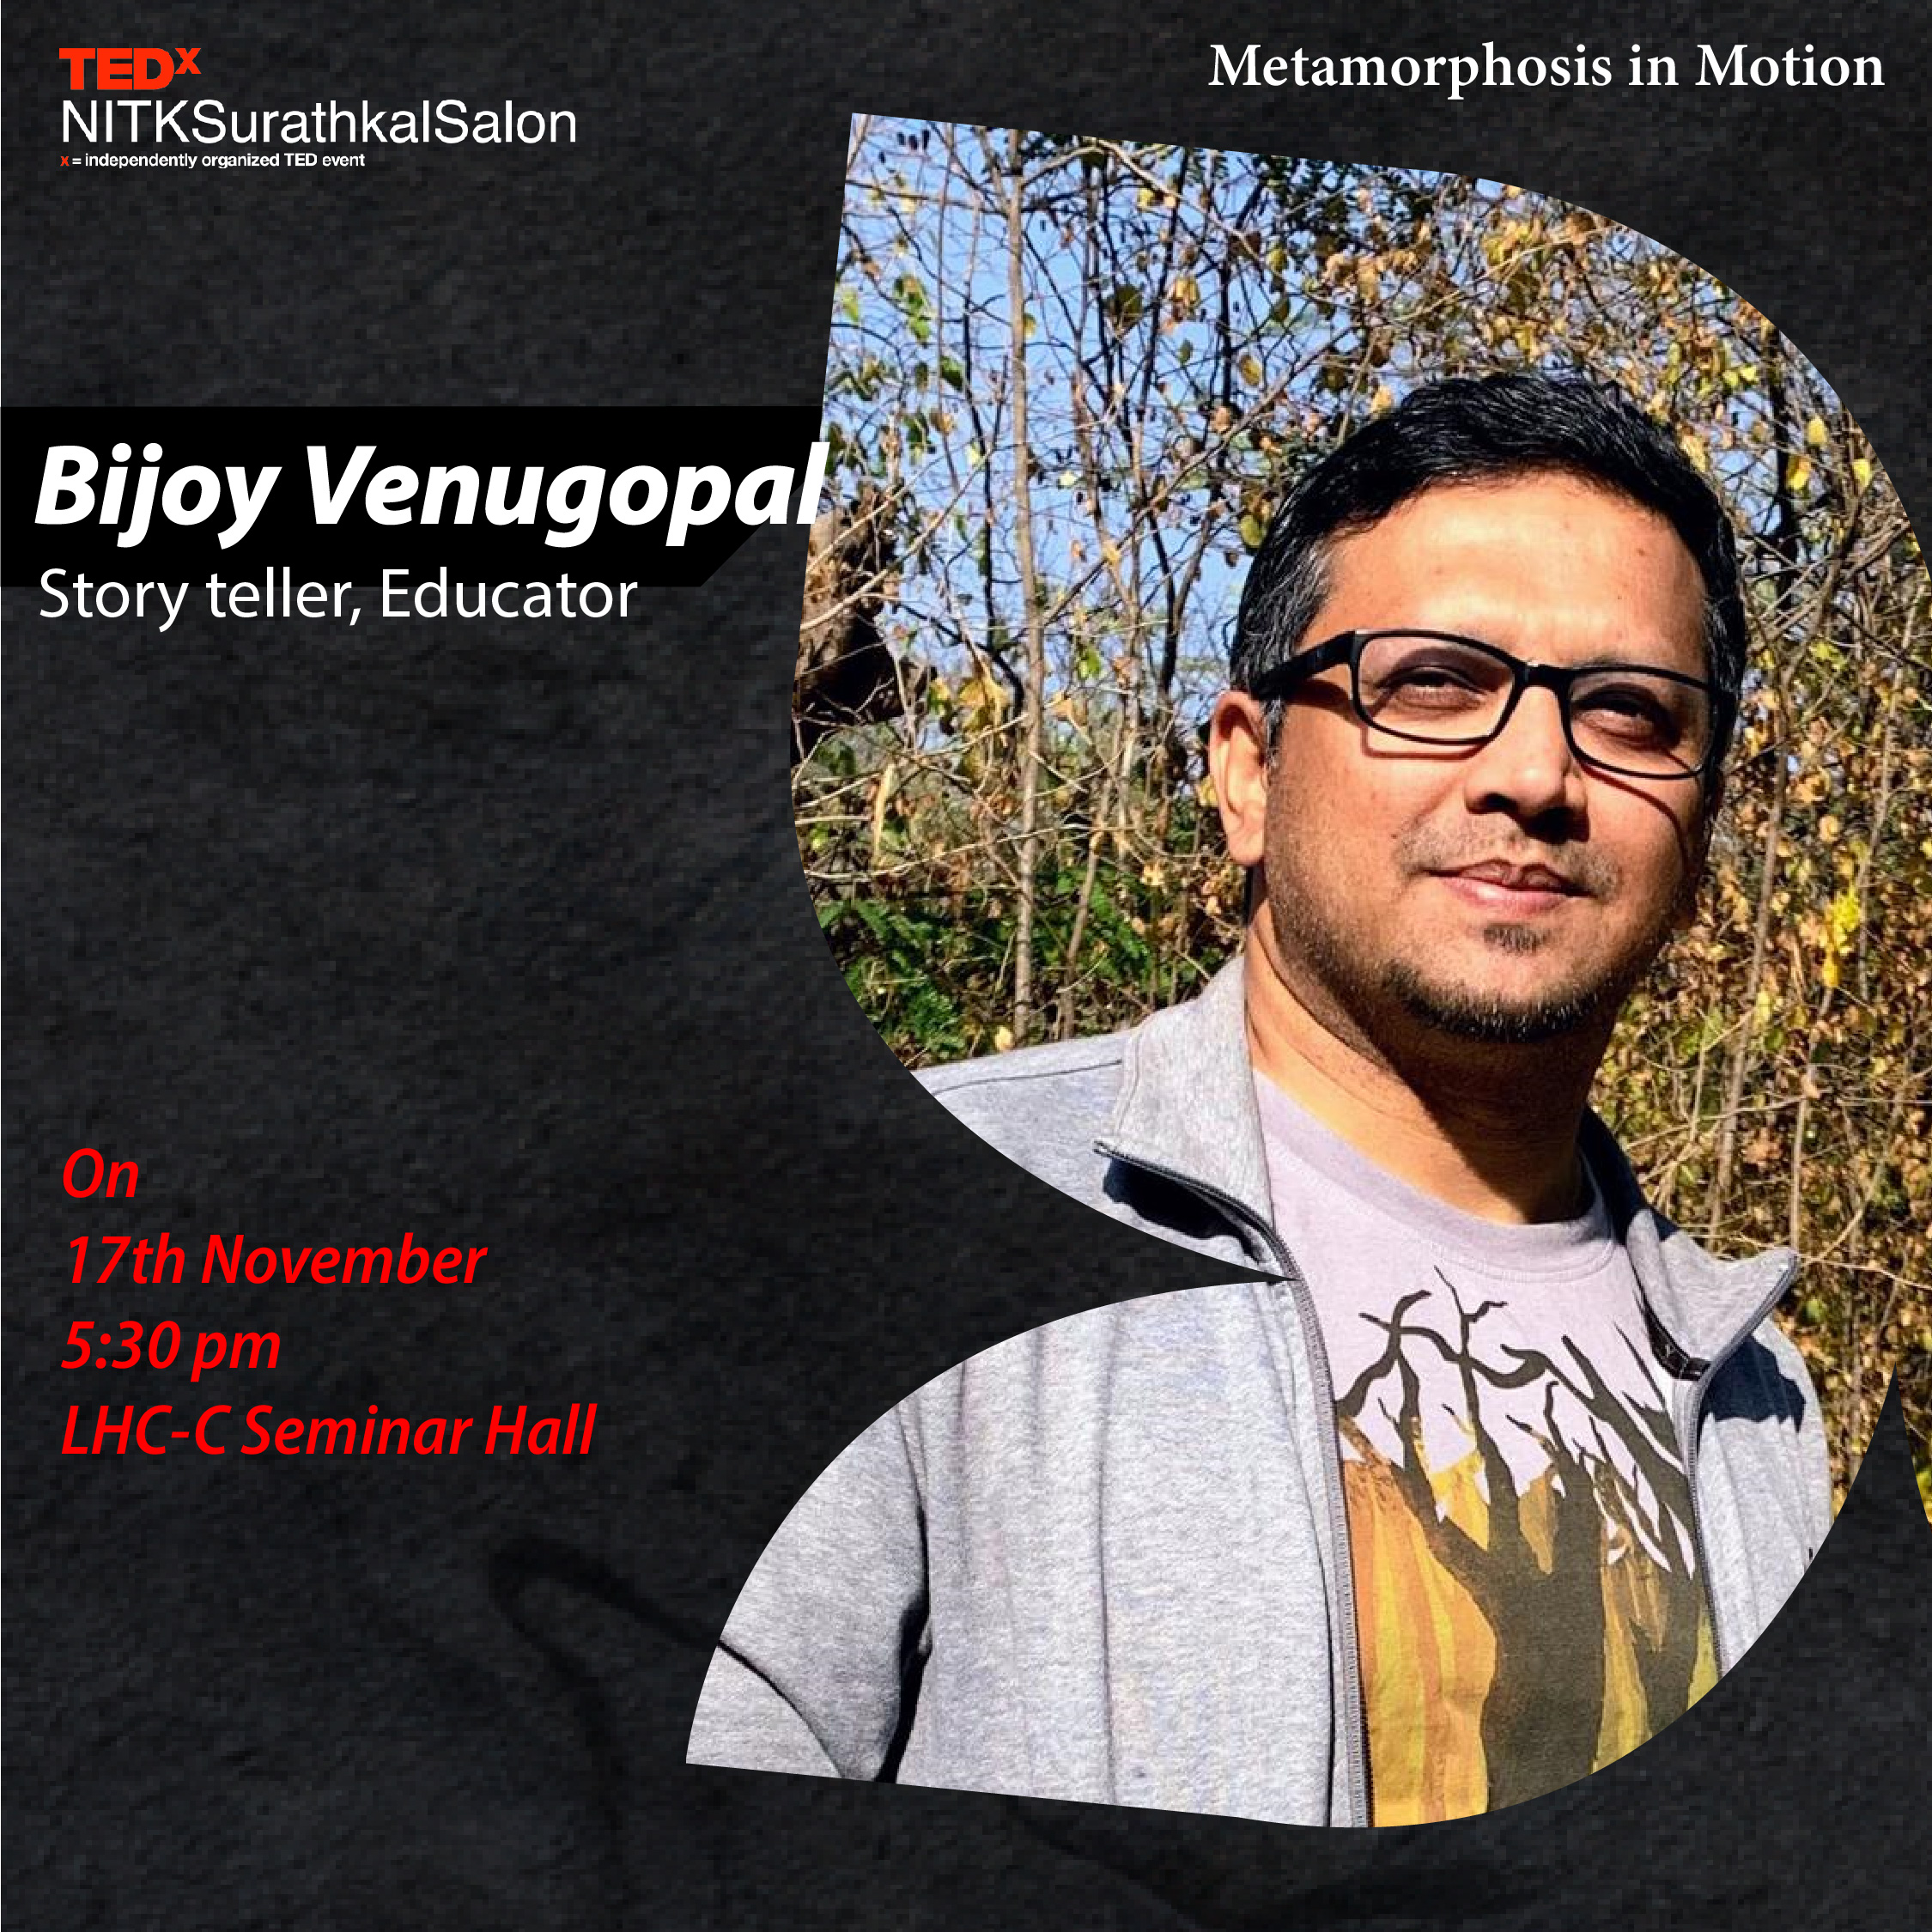 TEDx
NITKSurathkalSalon
x = independently organized TED event
Metamorphosis in Motion
Bijoy Venugopal
Story teller, Educator
On
17th November
5:30 pm
LHC-C Seminar Hall